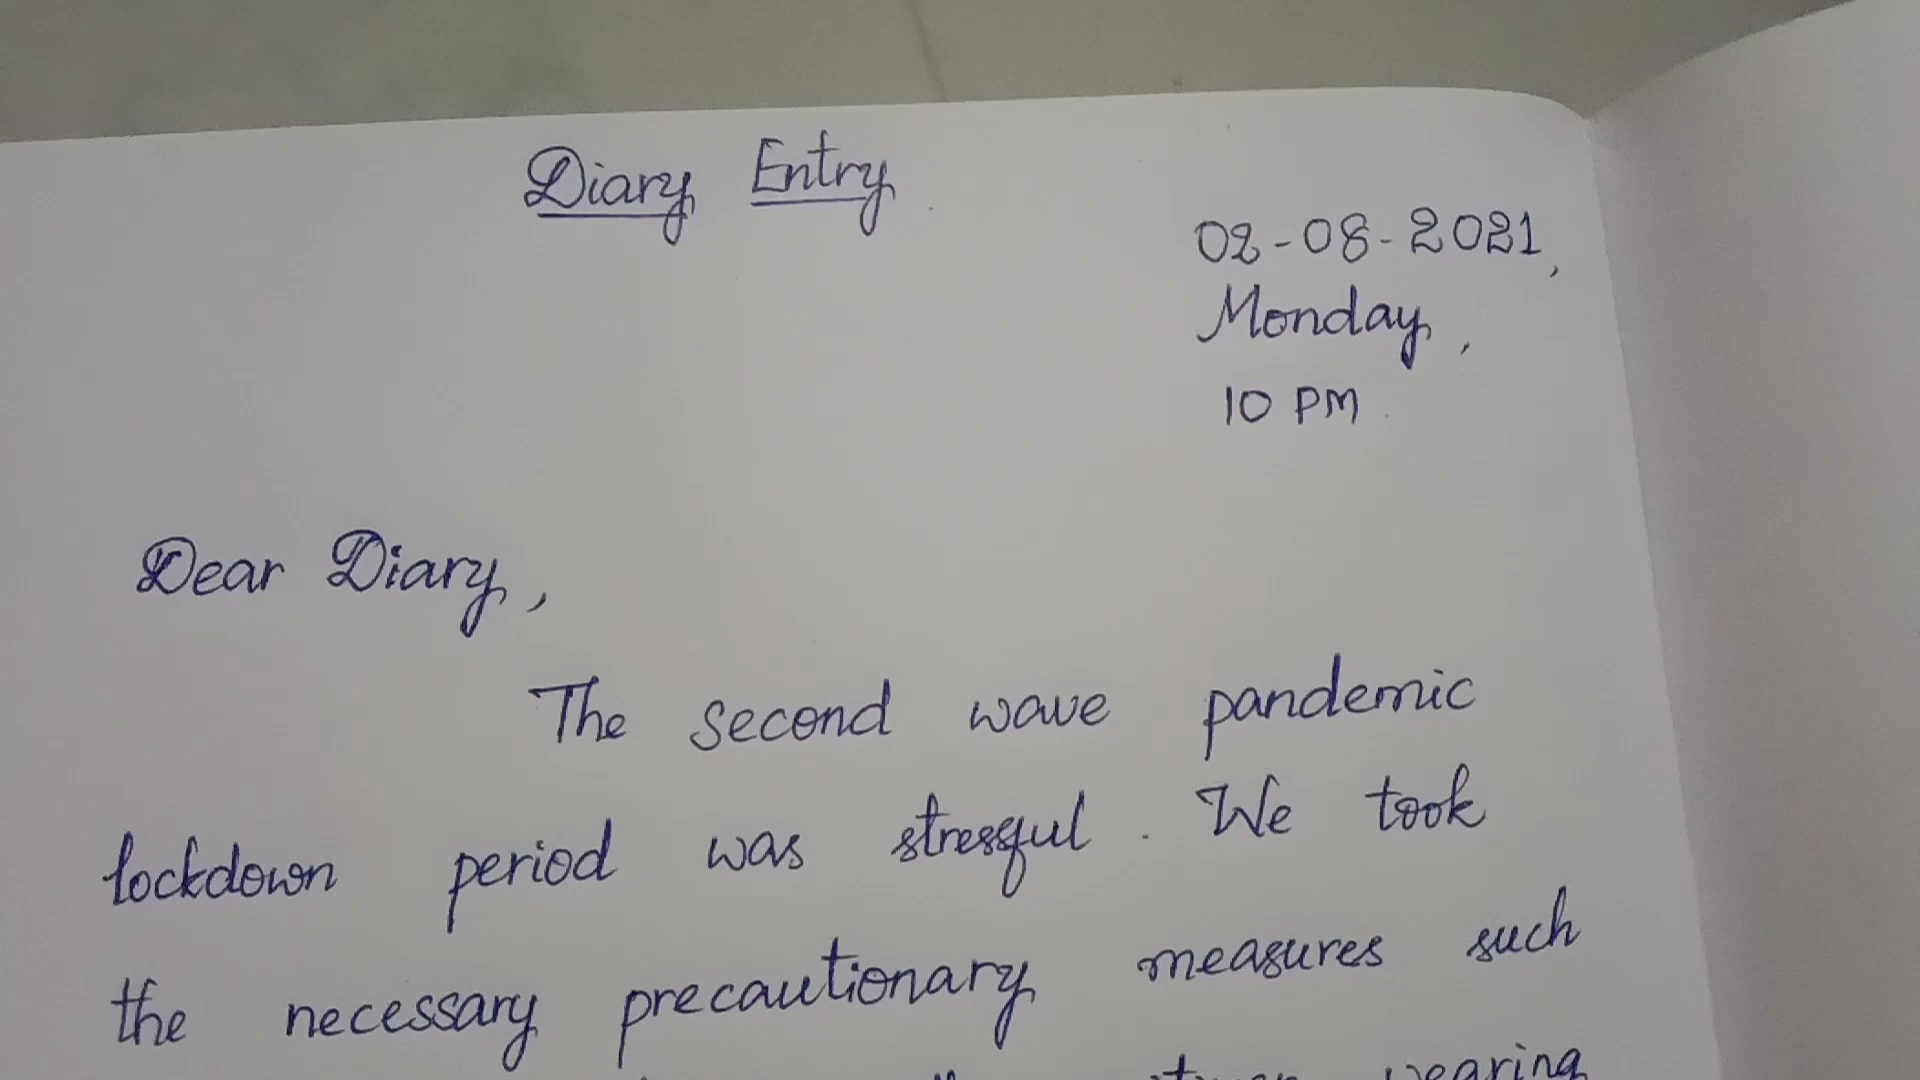 Diary Entry
02-08-2021,
Monday,
10 PM
Dear Diary,
The second wave pandemic
lockdown period was stressful. We took
the necessary precautionary measures such
wearing